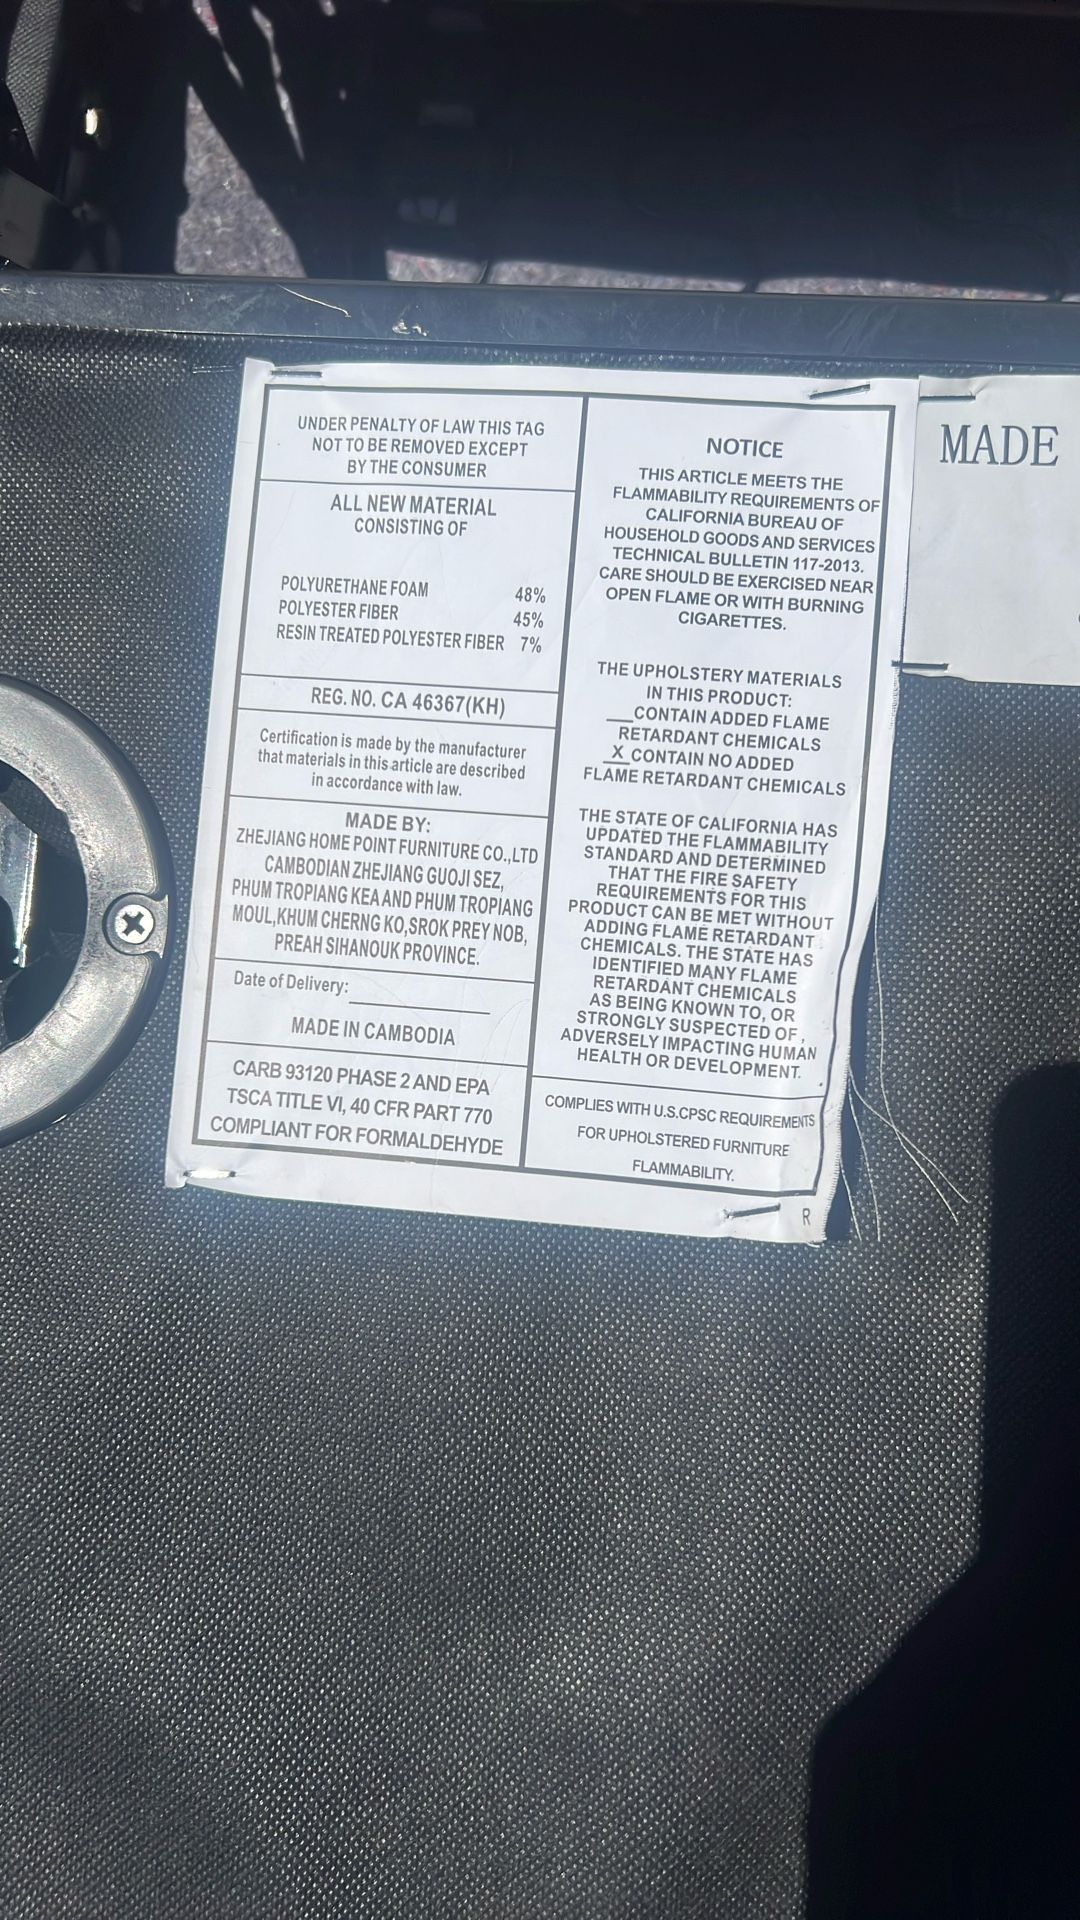 UNDER PENALTY OF LAW THIS TAG
NOT TO BE REMOVED EXCEPT
BY THE CONSUMER
ALL NEW MATERIAL
CONSISTING OF
POLYURETHANE FOAM 48%
POLYESTER FIBER 45%
RESIN TREATED POLYESTER FIBER 7%
REG. NO. CA 46367(KH)
Certification is made by the manufacturer
that materials in this article are described
in accordance with law.
MADE BY:
ZHEJIANG HOME POINT FURNITURE CO.,LTD
CAMBODIAN ZHEJIANG GUOJI SEZ,
PHUM TROPIANG KEA AND PHUM TROPIANG
MOUL,KHUM CHERNG KO,SROK PREY NOB,
PREAH SIHANOUK PROVINCE.
Date of Delivery:
MADE IN CAMBODIA
CARB 93120 PHASE 2 AND EPA
TSCA TITLE VI, 40 CFR PART 770
COMPLIANT FOR FORMALDEHYDE
NOTICE
THIS ARTICLE MEETS THE
FLAMMABILITY REQUIREMENTS OF
CALIFORNIA BUREAU OF
HOUSEHOLD GOODS AND SERVICES
TECHNICAL BULLETIN 117-2013.
CARE SHOULD BE EXERCISED NEAR
OPEN FLAME OR WITH BURNING
CIGARETTES.
THE UPHOLSTERY MATERIALS
IN THIS PRODUCT:
__CONTAIN ADDED FLAME
RETARDANT CHEMICALS
X CONTAIN NO ADDED
FLAME RETARDANT CHEMICALS
THE STATE OF CALIFORNIA HAS
UPDATED THE FLAMMABILITY
STANDARD AND DETERMINED
THAT THE FIRE SAFETY
REQUIREMENTS FOR THIS
PRODUCT CAN BE MET WITHOUT
ADDING FLAME RETARDANT
CHEMICALS. THE STATE HAS
IDENTIFIED MANY FLAME
RETARDANT CHEMICALS
AS BEING KNOWN TO, OR
STRONGLY SUSPECTED OF,
ADVERSELY IMPACTING HUMAN
HEALTH OR DEVELOPMENT.
COMPLIES WITH U.S.CPSC REQUIREMENTS
FOR UPHOLSTERED FURNITURE
FLAMMABILITY.
R
MADE